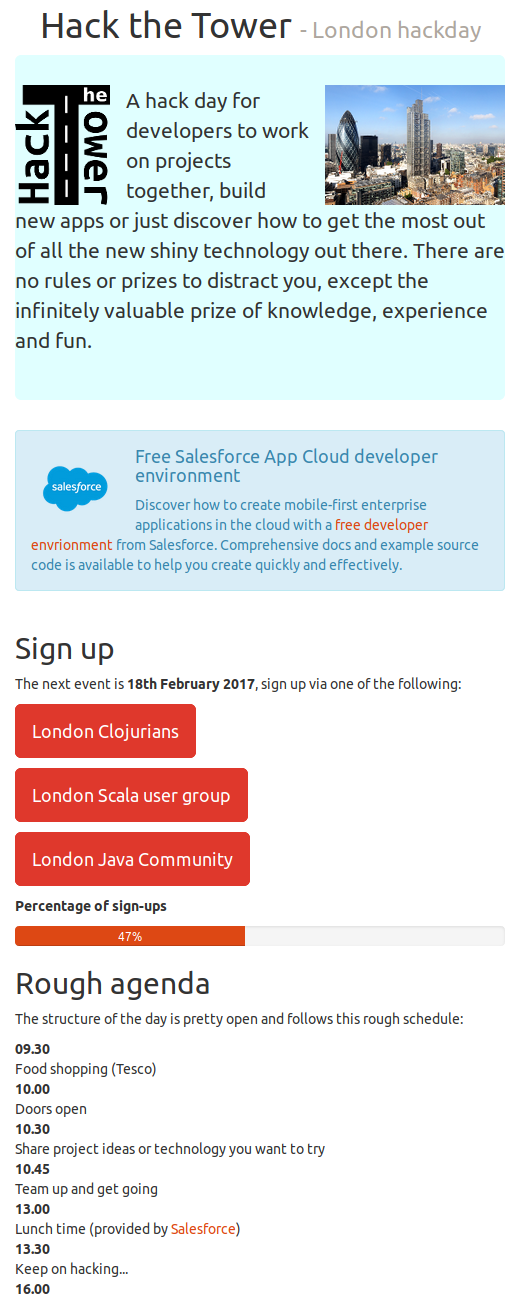 Hack the Tower - London hackday
Hack The Tower
A hack day for
developers to work
on projects
together, build
new apps or just discover how to get the most out
of all the new shiny technology out there. There are
no rules or prizes to distract you, except the
infinitely valuable prize of knowledge, experience
and fun.
salesforce
Free Salesforce App Cloud developer
environment
Discover how to create mobile-first enterprise
applications in the cloud with a free developer
envrionment from Salesforce. Comprehensive docs and example source
code is available to help you create quickly and effectively.
Sign up
The next event is 18th February 2017, sign up via one of the following:
London Clojurians
London Scala user group
London Java Community
Percentage of sign-ups
47%
Rough agenda
The structure of the day is pretty open and follows this rough schedule:
09.30
Food shopping (Tesco)
10.00
Doors open
10.30
Share project ideas or technology you want to try
10.45
Team up and get going
13.00
Lunch time (provided by Salesforce)
13.30
Keep on hacking...
16.00